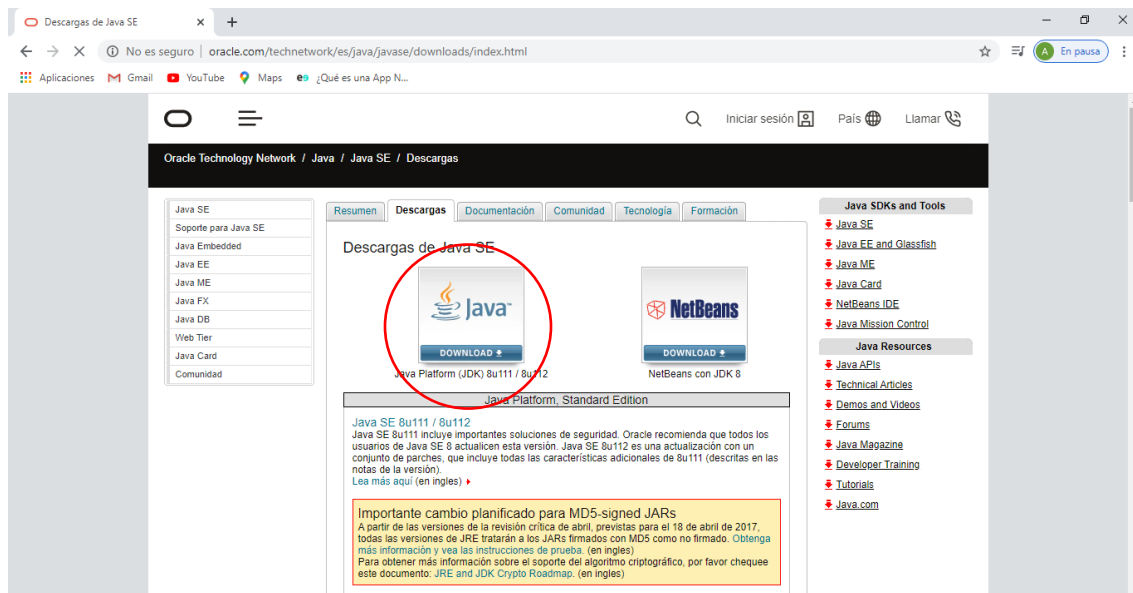 Descargas de Java SE
No es seguro | oracle.com/technetwork/es/java/javase/downloads/index.html
A En pausa
Aplicaciones Gmail YouTube Maps ¿Qué es una App N...
Iniciar sesión País Llamar
Oracle Technology Network / Java / Java SE / Descargas
Java SE
Soporte para Java SE
Java Embedded
Java EE
Java ME
Java FX
Java DB
Web Tier
Java Card
Comunidad
Resumen Descargas Documentación Comunidad Tecnología Formación
Descargas de Java SE
Java™
DOWNLOAD
Java Platform (JDK) 8u111 / 8u112
NetBeans
DOWNLOAD
NetBeans con JDK 8
Java Platform, Standard Edition
Java SE 8u111 / 8u112
Java SE 8u111 incluye importantes soluciones de seguridad. Oracle recomienda que todos los
usuarios de Java SE 8 actualicen esta versión. Java SE 8u112 es una actualización con un
conjunto de parches, que incluye todas las características adicionales de 8u111 (descritas en las
notas de la versión).
Lea más aquí (en ingles)
Importante cambio planificado para MD5-signed JARs
A partir de las versiones de la revisión crítica de abril, previstas para el 18 de abril de 2017,
todas las versiones de JRE tratarán a los JARs firmados con MD5 como no firmado. Obtenga
más información y vea las instrucciones de prueba. (en ingles)
Para obtener más información sobre el soporte del algoritmo criptográfico, por favor chequee
este documento: JRE and JDK Crypto Roadmap. (en ingles)
Java SDKs and Tools
Java SE
Java EE and Glassfish
Java ME
Java Card
NetBeans IDE
Java Mission Control
Java Resources
Java APIs
Technical Articles
Demos and Videos
Forums
Java Magazine
Developer Training
Tutorials
Java.com